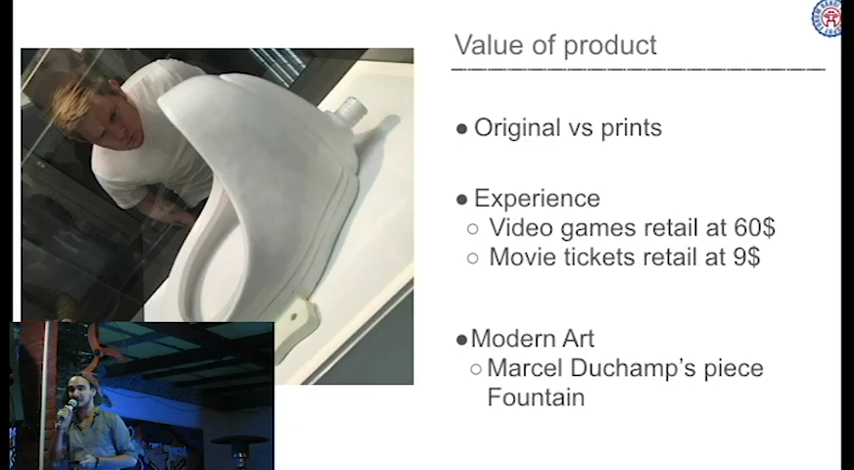 Value of product
● Original vs prints
● Experience
○ Video games retail at 60$
○ Movie tickets retail at 9$
●Modern Art
○Marcel Duchamp's piece
Fountain